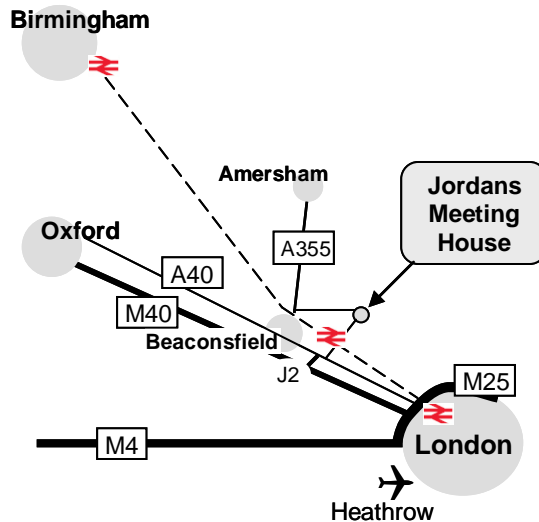 Birmingham
Amersham
Jordans
Meeting
House
Oxford
A355
A40
M40
Beaconsfield
J2
M25
M4
London
Heathrow